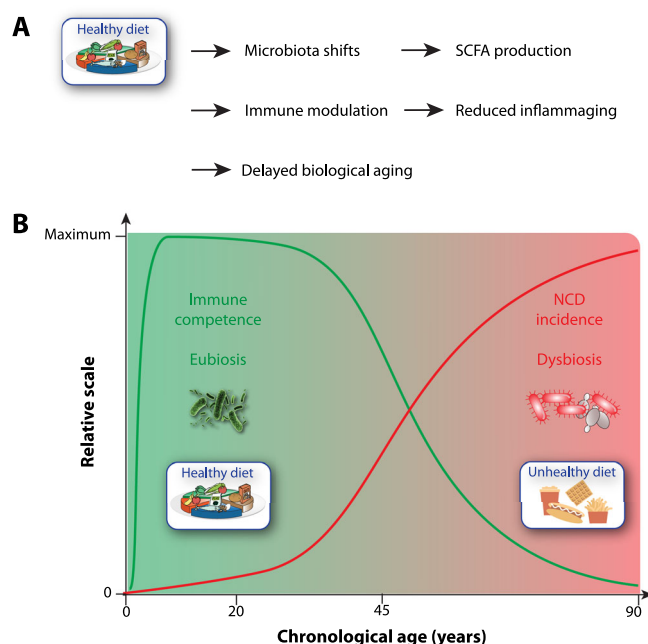 A
Healthy diet
Microbiota shifts
SCFA production
Immune modulation
Reduced inflammaging
Delayed biological aging
B
Maximum
Immune
competence
NCD
incidence
Eubiosis
Dysbiosis
Healthy diet
Unhealthy diet
Relative scale
0
0
20
45
90
Chronological age (years)